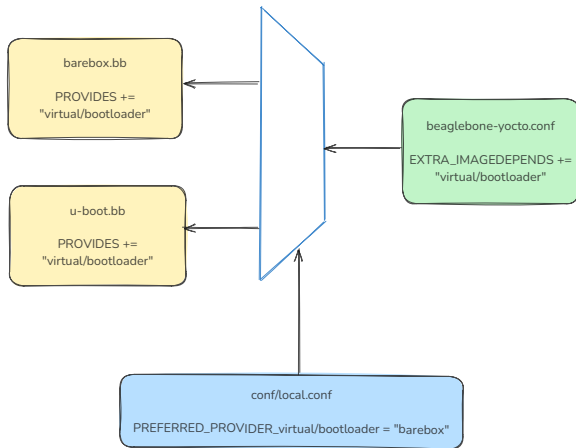 barebox.bb
PROVIDES +=
"virtual/bootloader"
beaglebone-yocto.conf
EXTRA_IMAGEDEPENDS +=
"virtual/bootloader"
u-boot.bb
PROVIDES +=
"virtual/bootloader"
conf/local.conf
PREFERRED_PROVIDER_virtual/bootloader = "barebox"